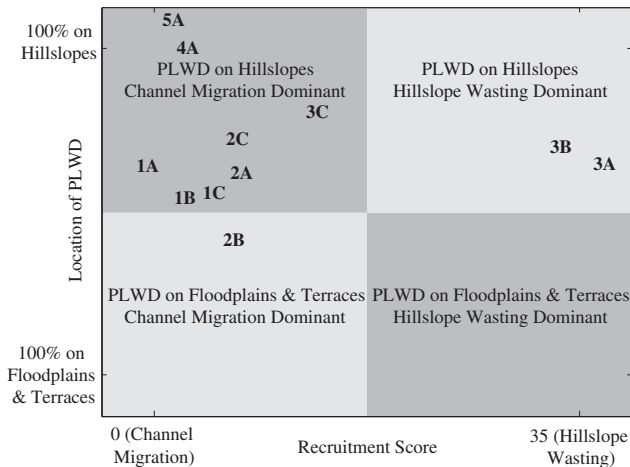 100% on
Hillslopes
5A
4A
PLWD on Hillslopes
Channel Migration Dominant
PLWD on Hillslopes
Hillslope Wasting Dominant
3C
2C
3B
1A
2A
3A
1B
1C
Location of PLWD
2B
PLWD on Floodplains & Terraces
Channel Migration Dominant
PLWD on Floodplains & Terraces
Hillslope Wasting Dominant
100% on
Floodplains
& Terraces
0 (Channel
Migration)
Recruitment Score
35 (Hillslope
Wasting)